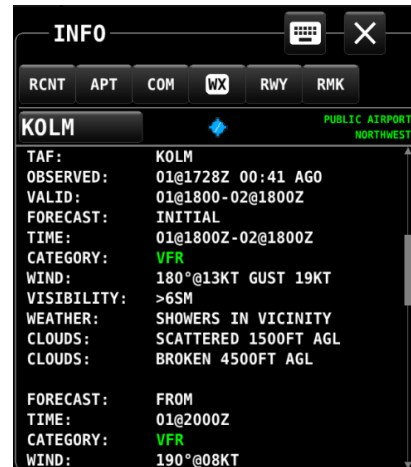 INFO
RCNT APT COM WX RWY RMK
KOLM PUBLIC AIRPORT
NORTHWEST
TAF: KOLM
OBSERVED: 01@1728Z 00:41 AGO
VALID: 01@1800-02@1800Z
FORECAST: INITIAL
TIME: 01@1800Z-02@1800Z
CATEGORY: VFR
WIND: 180°@13KT GUST 19KT
VISIBILITY: >6SM
WEATHER: SHOWERS IN VICINITY
CLOUDS: SCATTERED 1500FT AGL
CLOUDS: BROKEN 4500FT AGL
FORECAST: FROM
TIME: 01@2000Z
CATEGORY: VFR
WIND: 190°@08KT